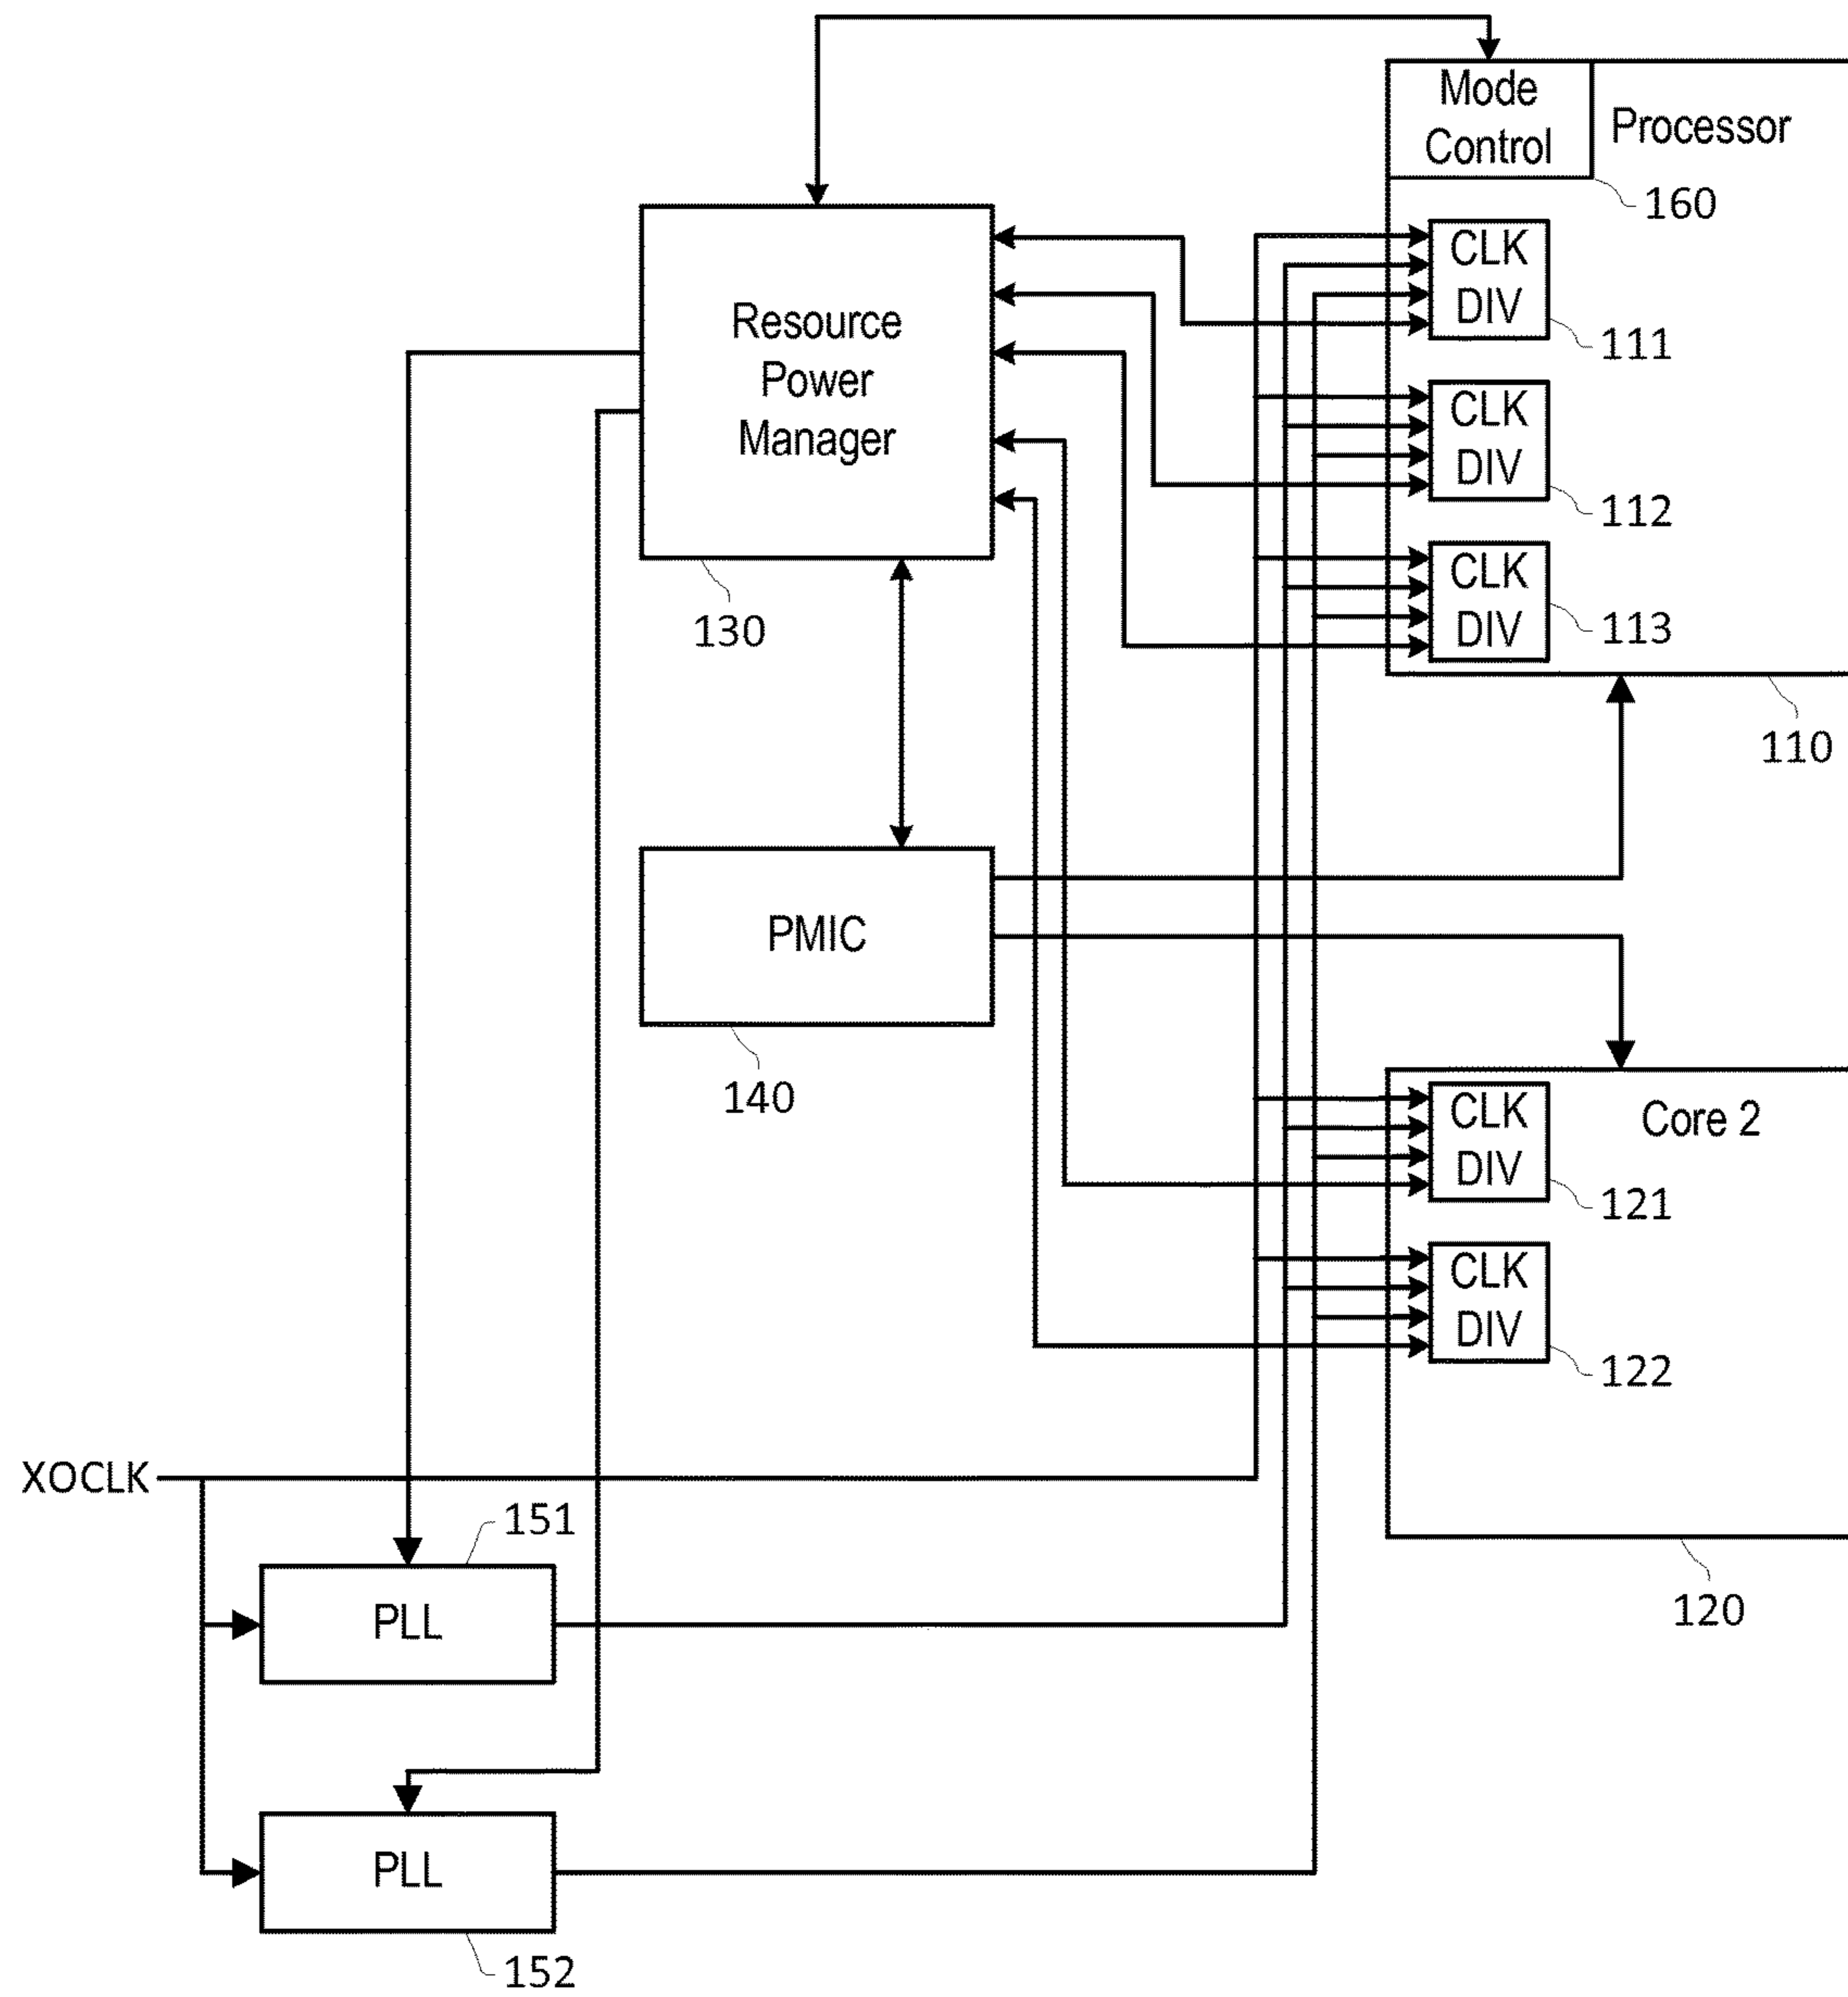 Mode
Control
Processor
160
CLK
DIV
111
Resource
Power
Manager
CLK
DIV
112
CLK
DIV
113
130
110
PMIC
140
CLK
DIV
Core 2
121
CLK
DIV
122
XOCLK
151
PLL
120
PLL
152